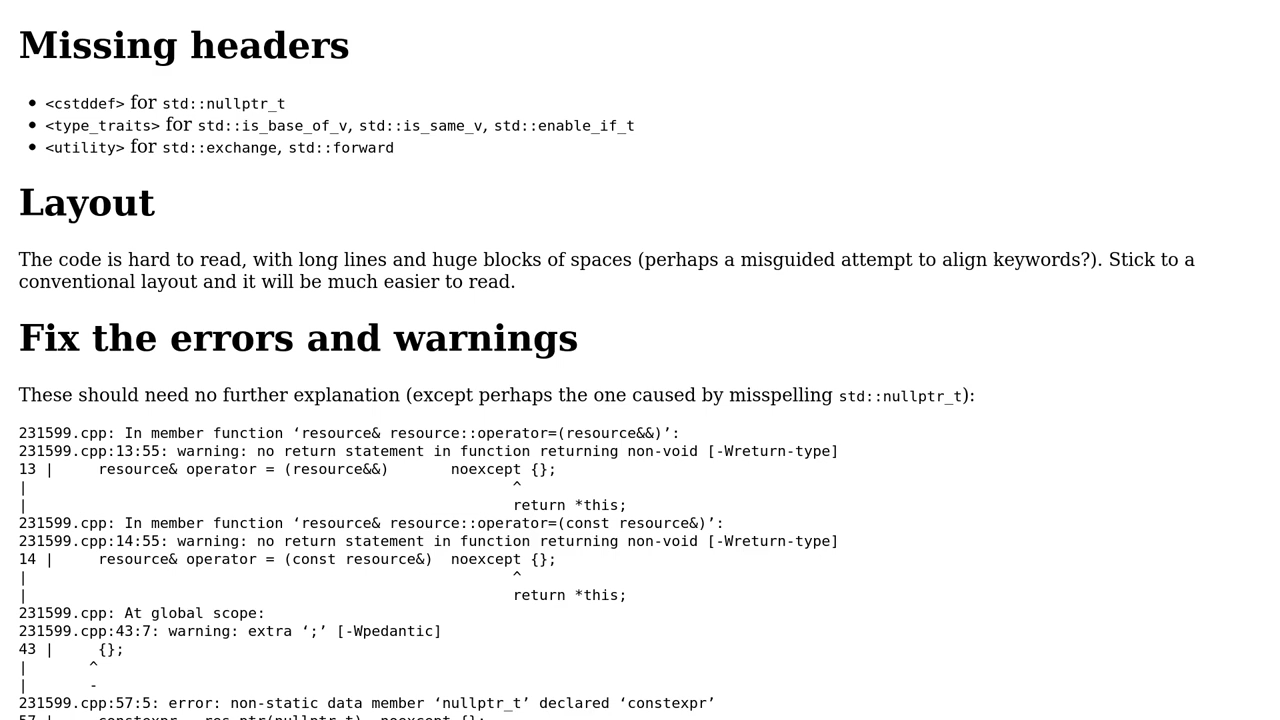 Missing headers
• <cstddef> for std::nullptr_t
• <type_traits> for std::is_base_of_v, std::is_same_v, std::enable_if_t
• <utility> for std::exchange, std::forward
Layout
The code is hard to read, with long lines and huge blocks of spaces (perhaps a misguided attempt to align keywords?). Stick to a
conventional layout and it will be much easier to read.
Fix the errors and warnings
These should need no further explanation (except perhaps the one caused by misspelling std::nullptr_t):
231599.cpp: In member function ‘resource& resource::operator=(resource&&)’:
231599.cpp:13:55: warning: no return statement in function returning non-void [-Wreturn-type]
13 |     resource& operator = (resource&&)       noexcept {};
|                                                       ^
|                                                       return *this;
231599.cpp: In member function ‘resource& resource::operator=(const resource&)’:
231599.cpp:14:55: warning: no return statement in function returning non-void [-Wreturn-type]
14 |     resource& operator = (const resource&)  noexcept {};
|                                                       ^
|                                                       return *this;
231599.cpp: At global scope:
231599.cpp:43:7: warning: extra ‘;’ [-Wpedantic]
43 |     {};
|       ^
|       -
231599.cpp:57:5: error: non-static data member ‘nullptr_t’ declared ‘constexpr’
57 |     constexpr   res_ptr(nullptr_t)  noexcept {};